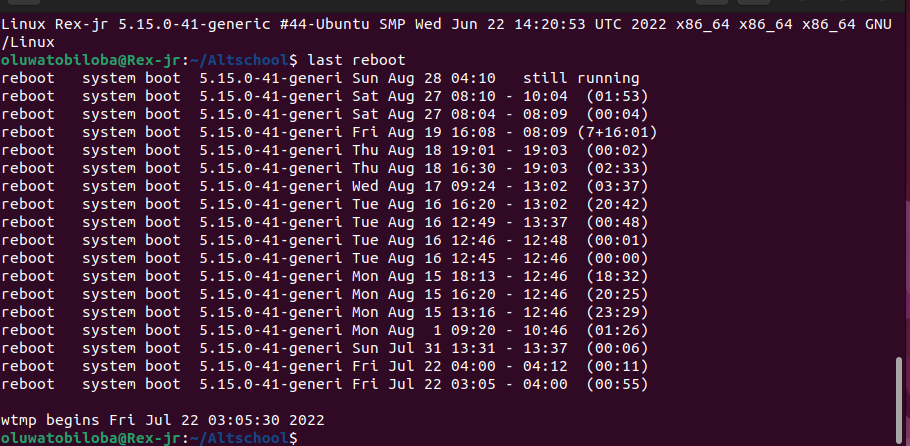 Linux Rex-jr 5.15.0-41-generic #44-Ubuntu SMP Wed Jun 22 14:20:53 UTC 2022 x86_64 x86_64 x86_64 GNU
/Linux
oluwatobiloba@Rex-jr:~/Altschool$ last reboot
reboot   system boot  5.15.0-41-generi Sun Aug 28 04:10   still running
reboot   system boot  5.15.0-41-generi Sat Aug 27 08:10 - 10:04  (01:53)
reboot   system boot  5.15.0-41-generi Sat Aug 27 08:04 - 08:09  (00:04)
reboot   system boot  5.15.0-41-generi Fri Aug 19 16:08 - 08:09 (7+16:01)
reboot   system boot  5.15.0-41-generi Thu Aug 18 19:01 - 19:03  (00:02)
reboot   system boot  5.15.0-41-generi Thu Aug 18 16:30 - 19:03  (02:33)
reboot   system boot  5.15.0-41-generi Wed Aug 17 09:24 - 13:02  (03:37)
reboot   system boot  5.15.0-41-generi Tue Aug 16 16:20 - 13:02  (20:42)
reboot   system boot  5.15.0-41-generi Tue Aug 16 12:49 - 13:37  (00:48)
reboot   system boot  5.15.0-41-generi Tue Aug 16 12:46 - 12:48  (00:01)
reboot   system boot  5.15.0-41-generi Tue Aug 16 12:45 - 12:46  (00:00)
reboot   system boot  5.15.0-41-generi Mon Aug 15 18:13 - 12:46  (18:32)
reboot   system boot  5.15.0-41-generi Mon Aug 15 16:20 - 12:46  (20:25)
reboot   system boot  5.15.0-41-generi Mon Aug 15 13:16 - 12:46  (23:29)
reboot   system boot  5.15.0-41-generi Mon Aug  1 09:20 - 10:46  (01:26)
reboot   system boot  5.15.0-41-generi Sun Jul 31 13:31 - 13:37  (00:06)
reboot   system boot  5.15.0-41-generi Fri Jul 22 04:00 - 04:12  (00:11)
reboot   system boot  5.15.0-41-generi Fri Jul 22 03:05 - 04:00  (00:55)

wtmp begins Fri Jul 22 03:05:30 2022
oluwatobiloba@Rex-jr:~/Altschool$